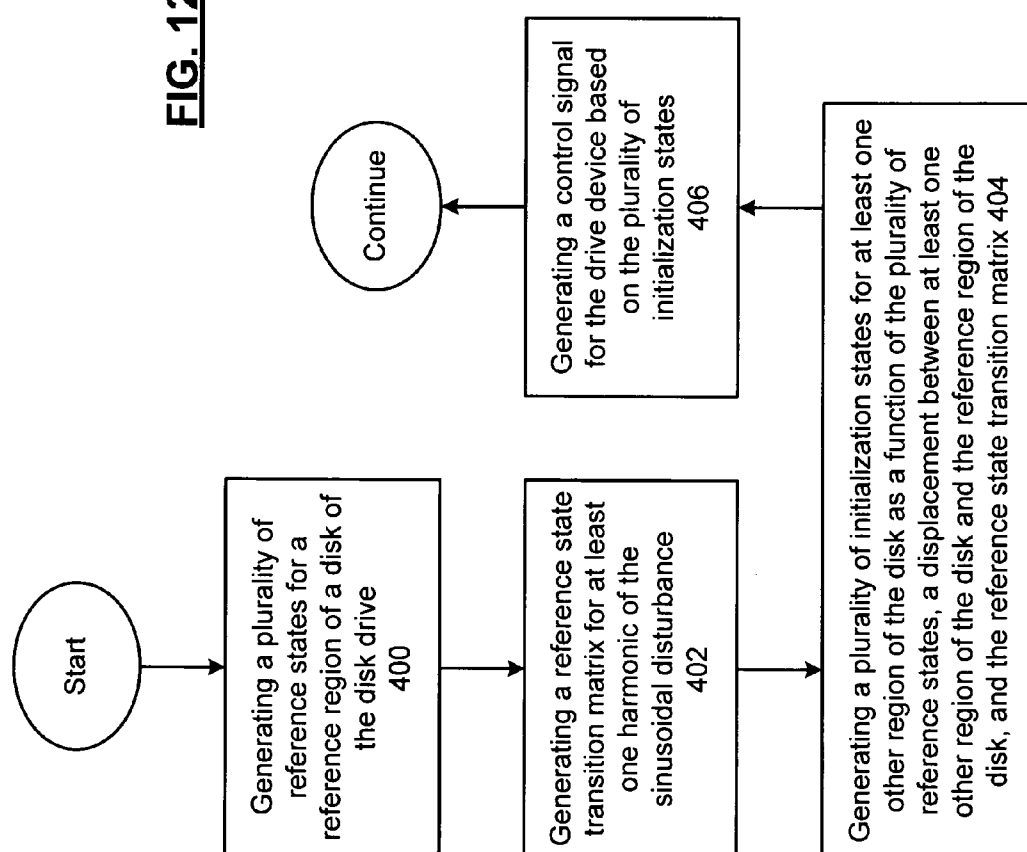 FIG. 12
Start
Generating a plurality of
reference states for a
reference region of a disk of
the disk drive
400
Generating a reference state
transition matrix for at least
one harmonic of the
sinusoidal disturbance
402
Generating a plurality of initialization states for at least one
other region of the disk as a function of the plurality of
reference states, a displacement between at least one
other region of the disk and the reference region of the
disk, and the reference state transition matrix 404
Generating a control signal
for the drive device based
on the plurality of
initialization states
406
Continue